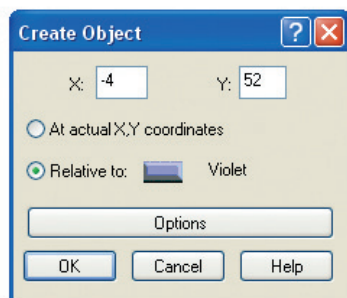 Create Object
X: -4 Y: 52
At actual X,Y coordinates
Relative to: Violet
Options
OK Cancel Help